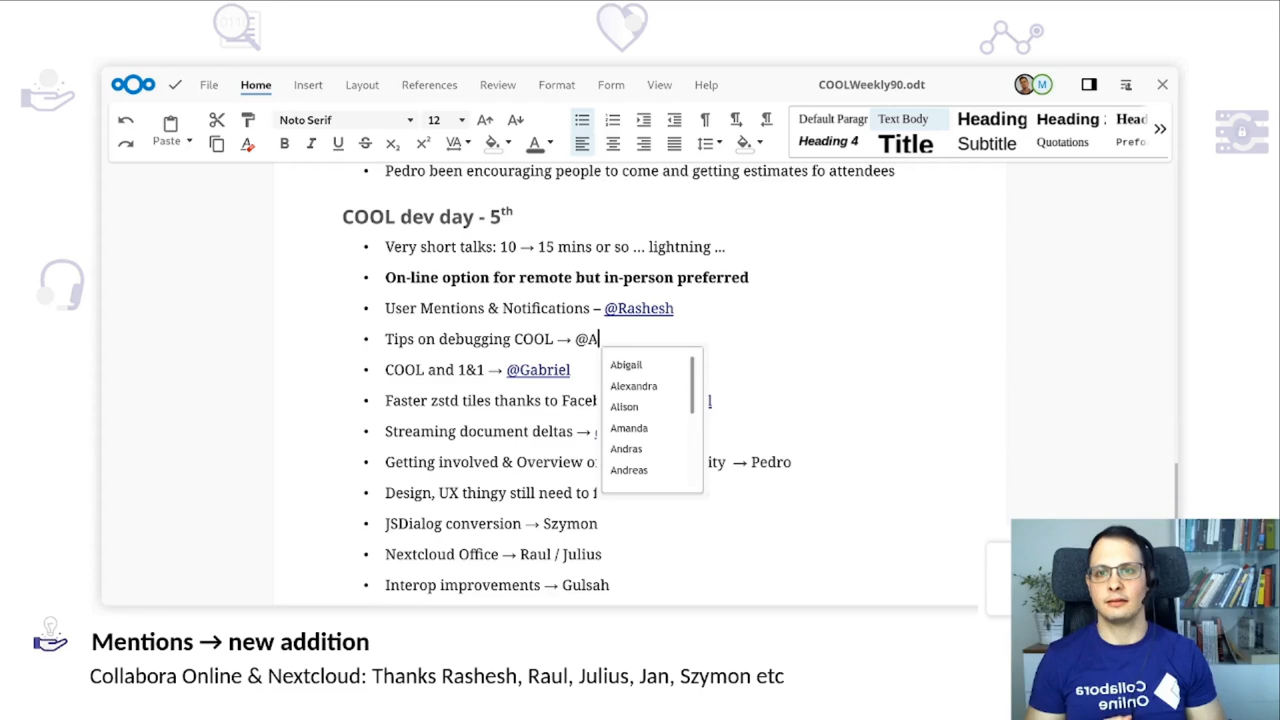 File Home Insert Layout References Review Format Form View Help COOLWeekly90.odt M
Paste Noto Serif 12 Default Paragr Text Body Heading Heading Head
Heading 4 Title Subtitle Quotations Prefo
• Pedro been encouraging people to come and getting estimates fo attendees
COOL dev day - 5th
• Very short talks: 10 → 15 mins or so ... lightning ...
• On-line option for remote but in-person preferred
• User Mentions & Notifications – @Rashesh
• Tips on debugging COOL → @A
Abigail
Alexandra
Alison
Amanda
Andras
Andreas
• COOL and 1&1 → @Gabriel
• Faster zstd tiles thanks to Faceb
• Streaming document deltas →
• Getting involved & Overview o ity → Pedro
• Design, UX thingy still need to f
• JSDialog conversion → Szymon
• Nextcloud Office → Raul / Julius
• Interop improvements → Gulsah
Mentions → new addition
Collabora Online & Nextcloud: Thanks Rashesh, Raul, Julius, Jan, Szymon etc
Collabora
Online